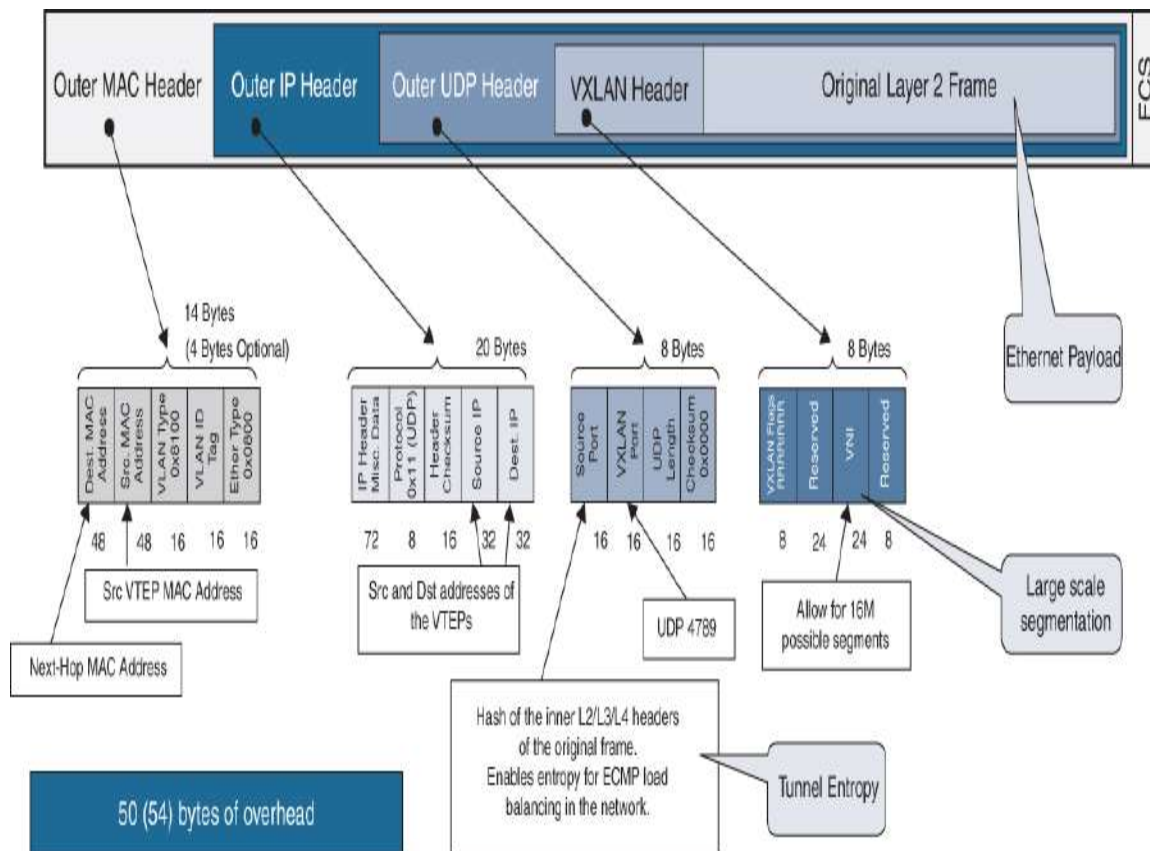 Outer MAC Header
Outer IP Header
Outer UDP Header
VXLAN Header
Original Layer 2 Frame
FCS
14 Bytes
(4 Bytes Optional)
20 Bytes
8 Bytes
8 Bytes
Ethernet Payload
Dest. MAC
Address
Src. MAC
Address
VLAN Type
0x8100
VLAN ID
Tag
Ether Type
0x0800
IP Header
Misc. Data
Protocol
0x11 (UDP)
Header
Checksum
Source IP
Dest. IP
Source
Port
VXLAN
Port
UDP
Length
Checksum
0x0000
VXLAN Flags
RRRRIRRR
Reserved
VNI
Reserved
48 48 16 16 16
72 8 16 32 32
16 16 16 16
8 24 24 8
Src VTEP MAC Address
Next-Hop MAC Address
Src and Dst addresses of
the VTEPs
UDP 4789
Allow for 16M
possible segments
Large scale
segmentation
Hash of the inner L2/L3/L4 headers
of the original frame.
Enables entropy for ECMP load
balancing in the network.
Tunnel Entropy
50 (54) bytes of overhead